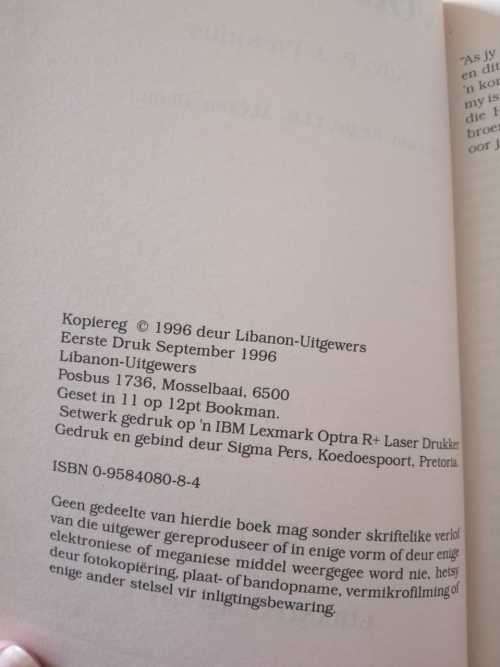 Kopiereg © 1996 deur Libanon-Uitgewers
Eerste Druk September 1996
Libanon-Uitgewers
Posbus 1736, Mosselbaai, 6500
Geset in 11 op 12pt Bookman.
Setwerk gedruk op 'n IBM Lexmark Optra R+ Laser Drukker
Gedruk en gebind deur Sigma Pers, Koedoespoort, Pretoria.
ISBN 0-9584080-8-4
Geen gedeelte van hierdie boek mag sonder skriftelike verlof
van die uitgewer gereproduseer of in enige vorm of deur enige
elektroniese of meganiese middel weergegee word nie, hetsy
deur fotokopiëring, plaat- of bandopname, vermikrofilming of
enige ander stelsel vir inligtingsbewaring.
"As jy
en dit
'n
my is
die
oor